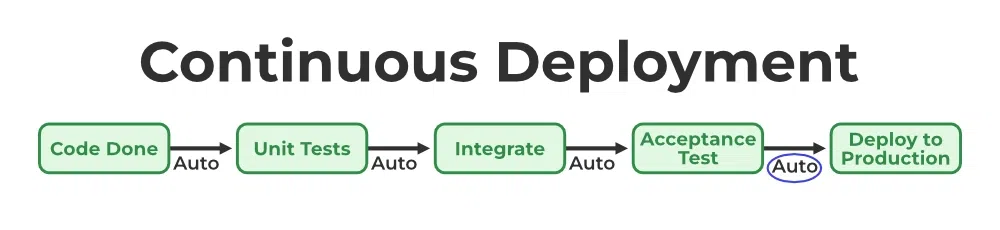 Continuous Deployment
Code Done
Auto
Unit Tests
Auto
Integrate
Auto
Acceptance
Test
Auto
Deploy to
Production